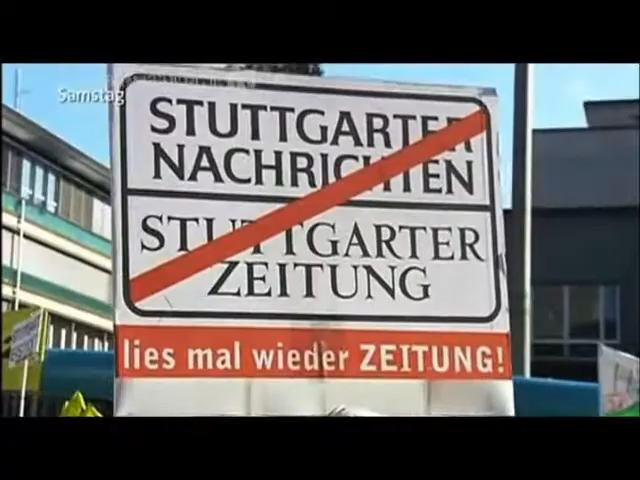 Samstag
STUTTGARTER
NACHRICHTEN
STUTTGARTER
ZEITUNG
lies mal wieder ZEITUNG!